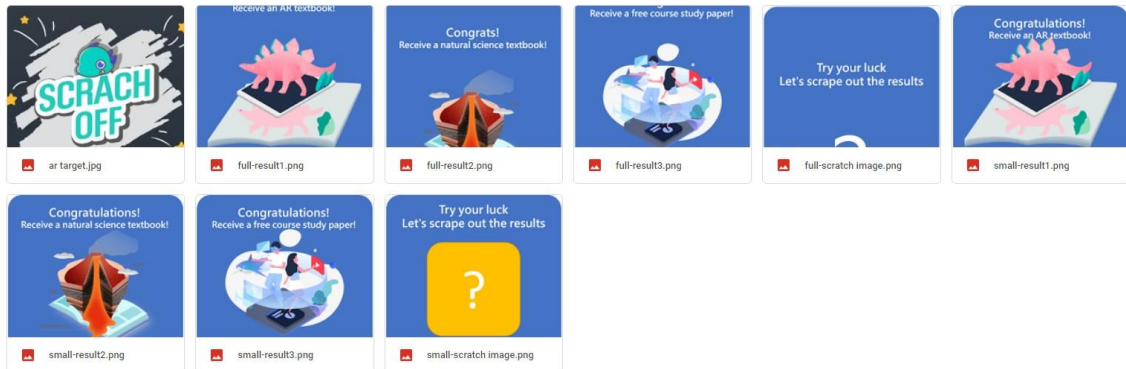 SCRACH
OFF
ar target.jpg
Receive an AR textbook!
full-result1.png
Congrats!
Receive a natural science textbook!
full-result2.png
Receive a free course study paper!
full-result3.png
Try your luck
Let's scrape out the results
?
full-scratch image.png
Congratulations!
Receive an AR textbook!
small-result1.png
Congratulations!
Receive a natural science textbook!
small-result2.png
Congratulations!
Receive a free course study paper!
small-result3.png
Try your luck
Let's scrape out the results
?
small-scratch image.png